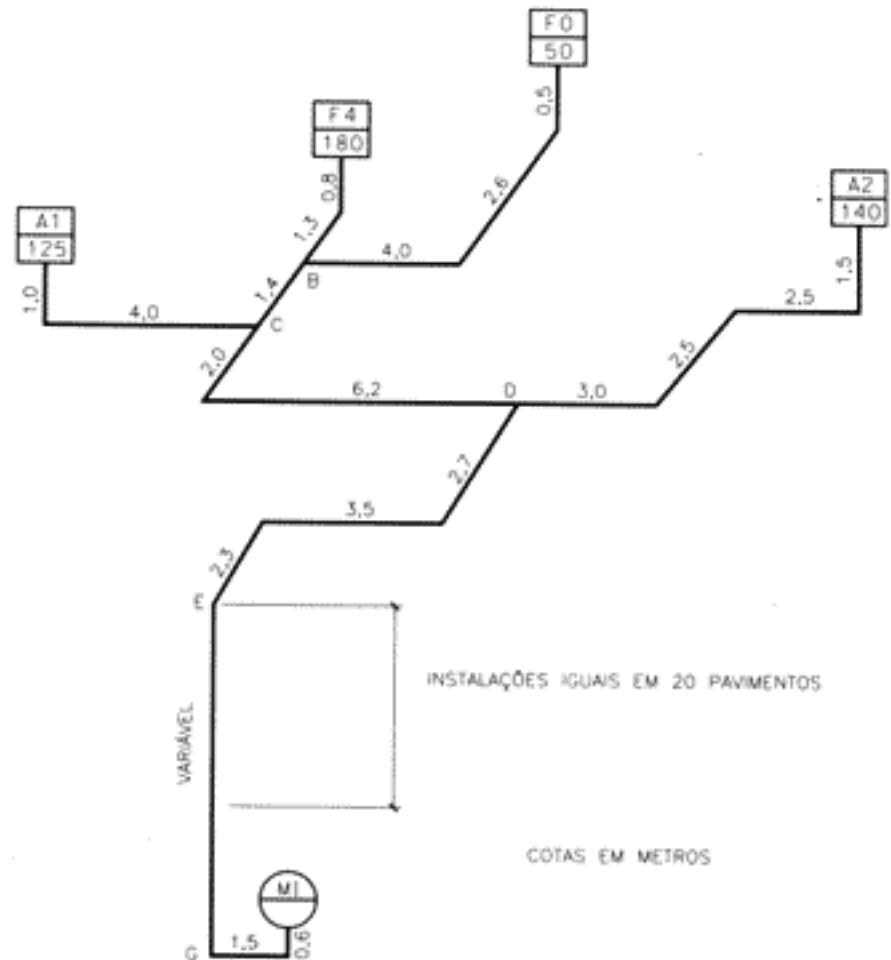 F0
50
F4
180
0,5
A2
140
A1
125
0,8
2,6
1,3
4,0
B
1,5
1,4
1,0
4,0
C
2,5
2,0
2,5
6,2
D
3,0
2,7
3,5
2,3
E
INSTALAÇÕES IGUAIS EM 20 PAVIMENTOS
VARIÁVEL
COTAS EM METROS
MI
G
1,5
0,6